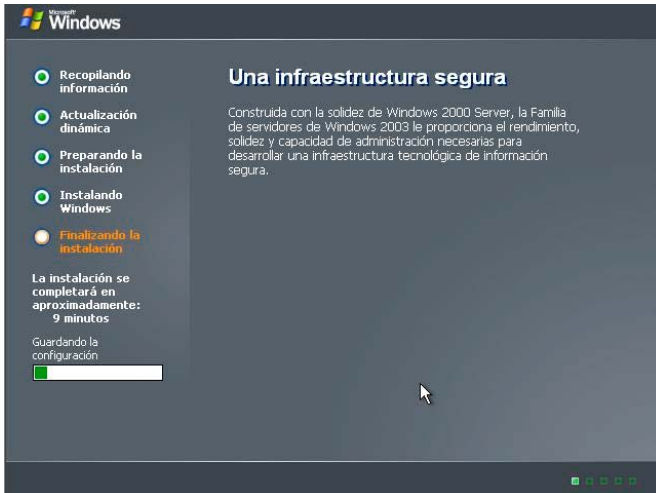 Microsoft
Windows
Recopilando
información
Actualización
dinámica
Preparando la
instalación
Instalando
Windows
Finalizando la
instalación
La instalación se
completará en
aproximadamente:
9 minutos
Guardando la
configuración
Una infraestructura segura
Construida con la solidez de Windows 2000 Server, la Familia
de servidores de Windows 2003 le proporciona el rendimiento,
solidez y capacidad de administración necesarias para
desarrollar una infraestructura tecnológica de información
segura.